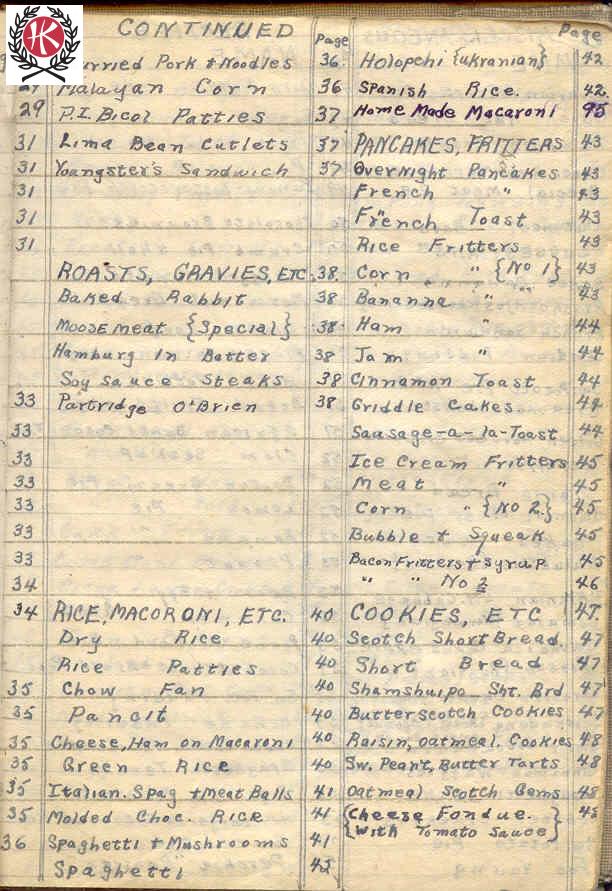 K
CONTINUED
Page
Page
Curried Pork + Noodles 36
29 Malayan Corn 36
29 P.I. Bicol Patties 37
31 Lima Bean Cutlets 37
31 Youngster's Sandwich 37
31
31
31
ROASTS, GRAVIES, ETC. 38.
Baked Rabbit 38
Moose meat {Special} 38.
Hamburg In Batter 38
Soy Sauce Steaks 38
33 Partridge O'Brien 38
33
33
33
33
33
33
34
34 RICE, MACORONI, ETC. 40
Dry Rice 40
Rice Patties 40
35 Chow Fan 40
35 Pancit 40
35 Cheese, Ham on Macaroni 40
35 Green Rice 40
35 Italian. Spag + Meat Balls 41
35 Molded Choc. Rice 41
36 Spaghetti + Mushrooms 41
Spaghetti 42
Holopchi {ukranian} 42
Spanish Rice. 42.
Home Made Macaroni 95
PANCAKES, FRITTERS 43
Overnight Pancakes 43
French " 43
French Toast 43
Rice Fritters 43
Corn " {No 1} 43
Bananna " 43
Ham " 44
Jam " 44
Cinnamon Toast 44
Griddle Cakes 44
Sausage-a-la-Toast 44
Ice Cream Fritters 45
Meat " 45
Corn " {No 2} 45
Bubble + Squeak 45
Bacon Fritters + Syrup 45
" " No 2 46
COOKIES, ETC 47.
Scotch Short Bread. 47
Short Bread 47
Shamshuipo Sht. Brd 47
Butterscotch Cookies 47
Raisin, Oatmeal. Cookies 48
Sw. Peant, Butter Tarts 48
Oatmeal Scotch Gems 48
{Cheese Fondue. 48
With Tomato Sauce}